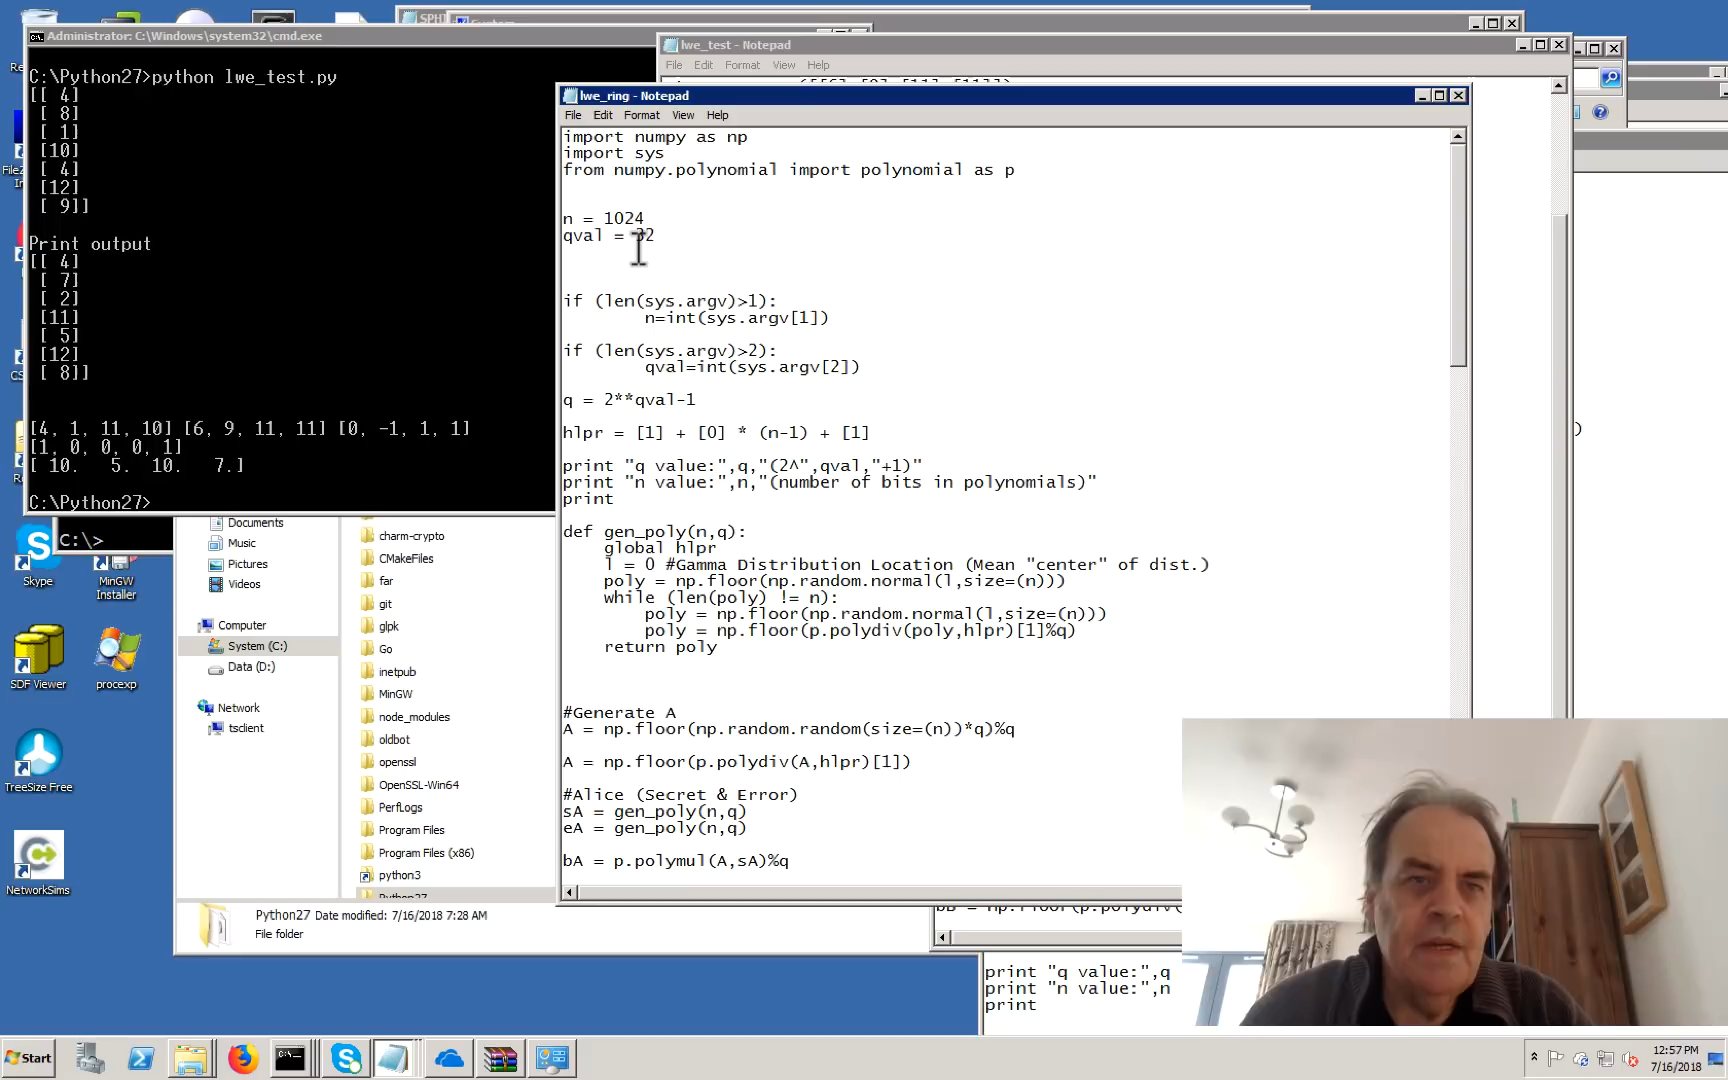 Administrator: C:\Windows\system32\cmd.exe
C:\Python27>python lwe_test.py
[[ 4]
[ 8]
[ 1]
[10]
[ 4]
[12]
[ 9]]
Print output
[[ 4]
[ 7]
[ 2]
[11]
[ 5]
[12]
[ 8]]
[4, 1, 11, 10] [6, 9, 11, 11] [0, -1, 1, 1]
[1, 0, 0, 0, 1]
[ 10. 5. 10. 7.]
C:\Python27>
C:\>
lwe_test - Notepad
File Edit Format View Help
lwe_ring - Notepad
File Edit Format View Help
import numpy as np
import sys
from numpy.polynomial import polynomial as p
n = 1024
qval = 32
if (len(sys.argv)>1):
n=int(sys.argv[1])
if (len(sys.argv)>2):
qval=int(sys.argv[2])
q = 2**qval-1
hlpr = [1] + [0] * (n-1) + [1]
print "q value:",q,"(2^",qval,"+1)"
print "n value:",n,"(number of bits in polynomials)"
print
def gen_poly(n,q):
global hlpr
l = 0 #Gamma Distribution Location (Mean "center" of dist.)
poly = np.floor(np.random.normal(l,size=(n)))
while (len(poly) != n):
poly = np.floor(np.random.normal(l,size=(n)))
poly = np.floor(p.polydiv(poly,hlpr)[1]%q)
return poly
#Generate A
A = np.floor(np.random.random(size=(n))*q)%q
A = np.floor(p.polydiv(A,hlpr)[1])
#Alice (Secret & Error)
sA = gen_poly(n,q)
eA = gen_poly(n,q)
bA = p.polymul(A,sA)%q
print "q value:",q
print "n value:",n
print
Documents
Music
Pictures
Videos
Computer
System (C:)
Data (D:)
Network
tsclient
charm-crypto
CMakeFiles
far
git
glpk
Go
inetpub
MinGW
node_modules
oldbot
openssl
OpenSSL-Win64
PerfLogs
Program Files
Program Files (x86)
python3
Python27
Python27 Date modified: 7/16/2018 7:28 AM
File folder
Skype
MinGW
Installer
SDF Viewer
procexp
TreeSize Free
NetworkSims
Start
12:57 PM
7/16/2018